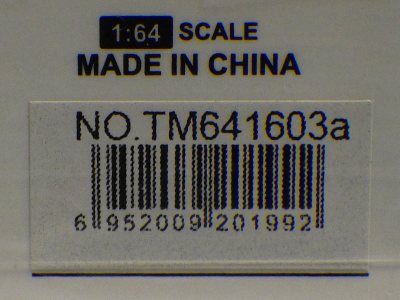 1:64 SCALE
MADE IN CHINA
NO.TM641603a
6 952009 201992